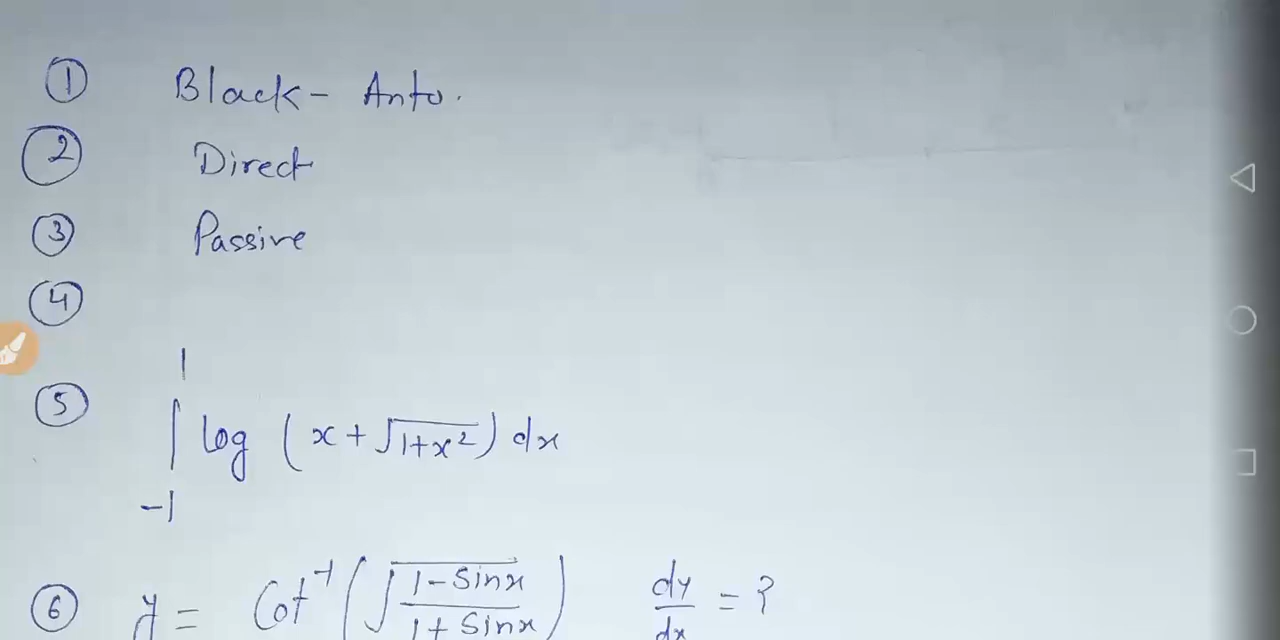 ① Black - Anto.
② Direct
③ Passive
④
⑤ ∫₋₁¹ log (x + √(1+x²)) dx
⑥ y = Cot⁻¹ (√((1 - Sinx)/(1 + Sinx))) dy/dx = ?